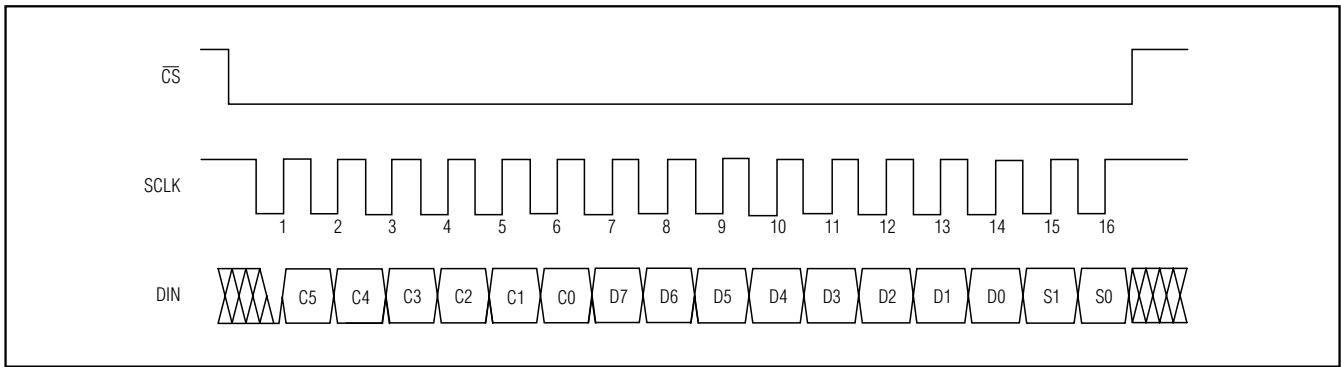 CS
SCLK
1 2 3 4 5 6 7 8 9 10 11 12 13 14 15 16
DIN C5 C4 C3 C2 C1 C0 D7 D6 D5 D4 D3 D2 D1 D0 S1 S0